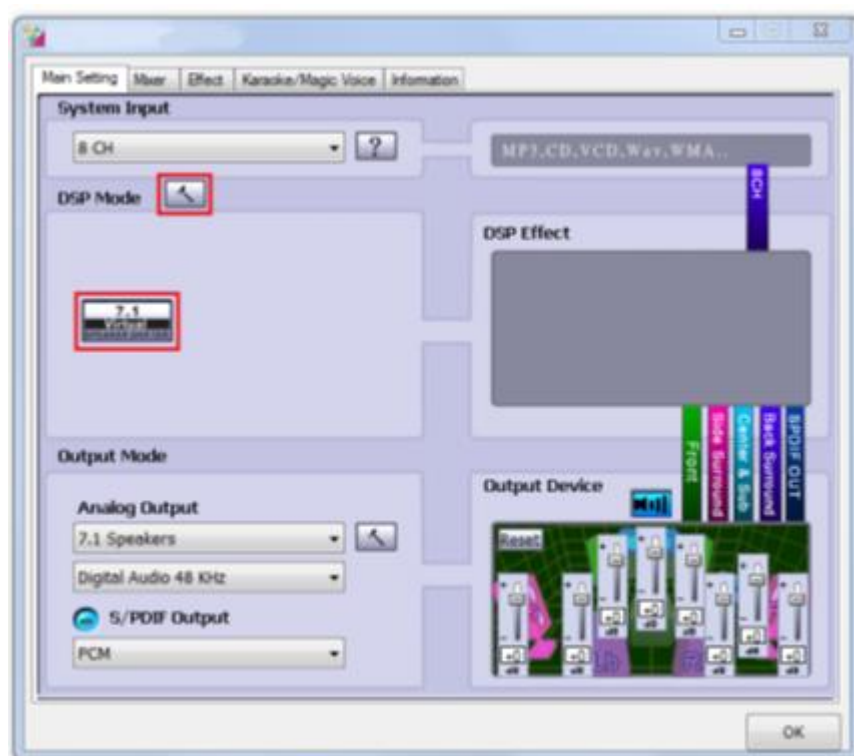 Main Setting Mixer Effect Karaoke/Magic Voice Information
System Input
8 CH
?
MP3,CD,VCD,Wav,WMA..
8CH
DSP Mode
DSP Effect
7.1
Virtual
Front
Side Surround
Center & Sub
Back Surround
SPDIF OUT
Output Mode
Analog Output
7.1 Speakers
Digital Audio 48 KHz
S/PDIF Output
PCM
Output Device
Reset
OK